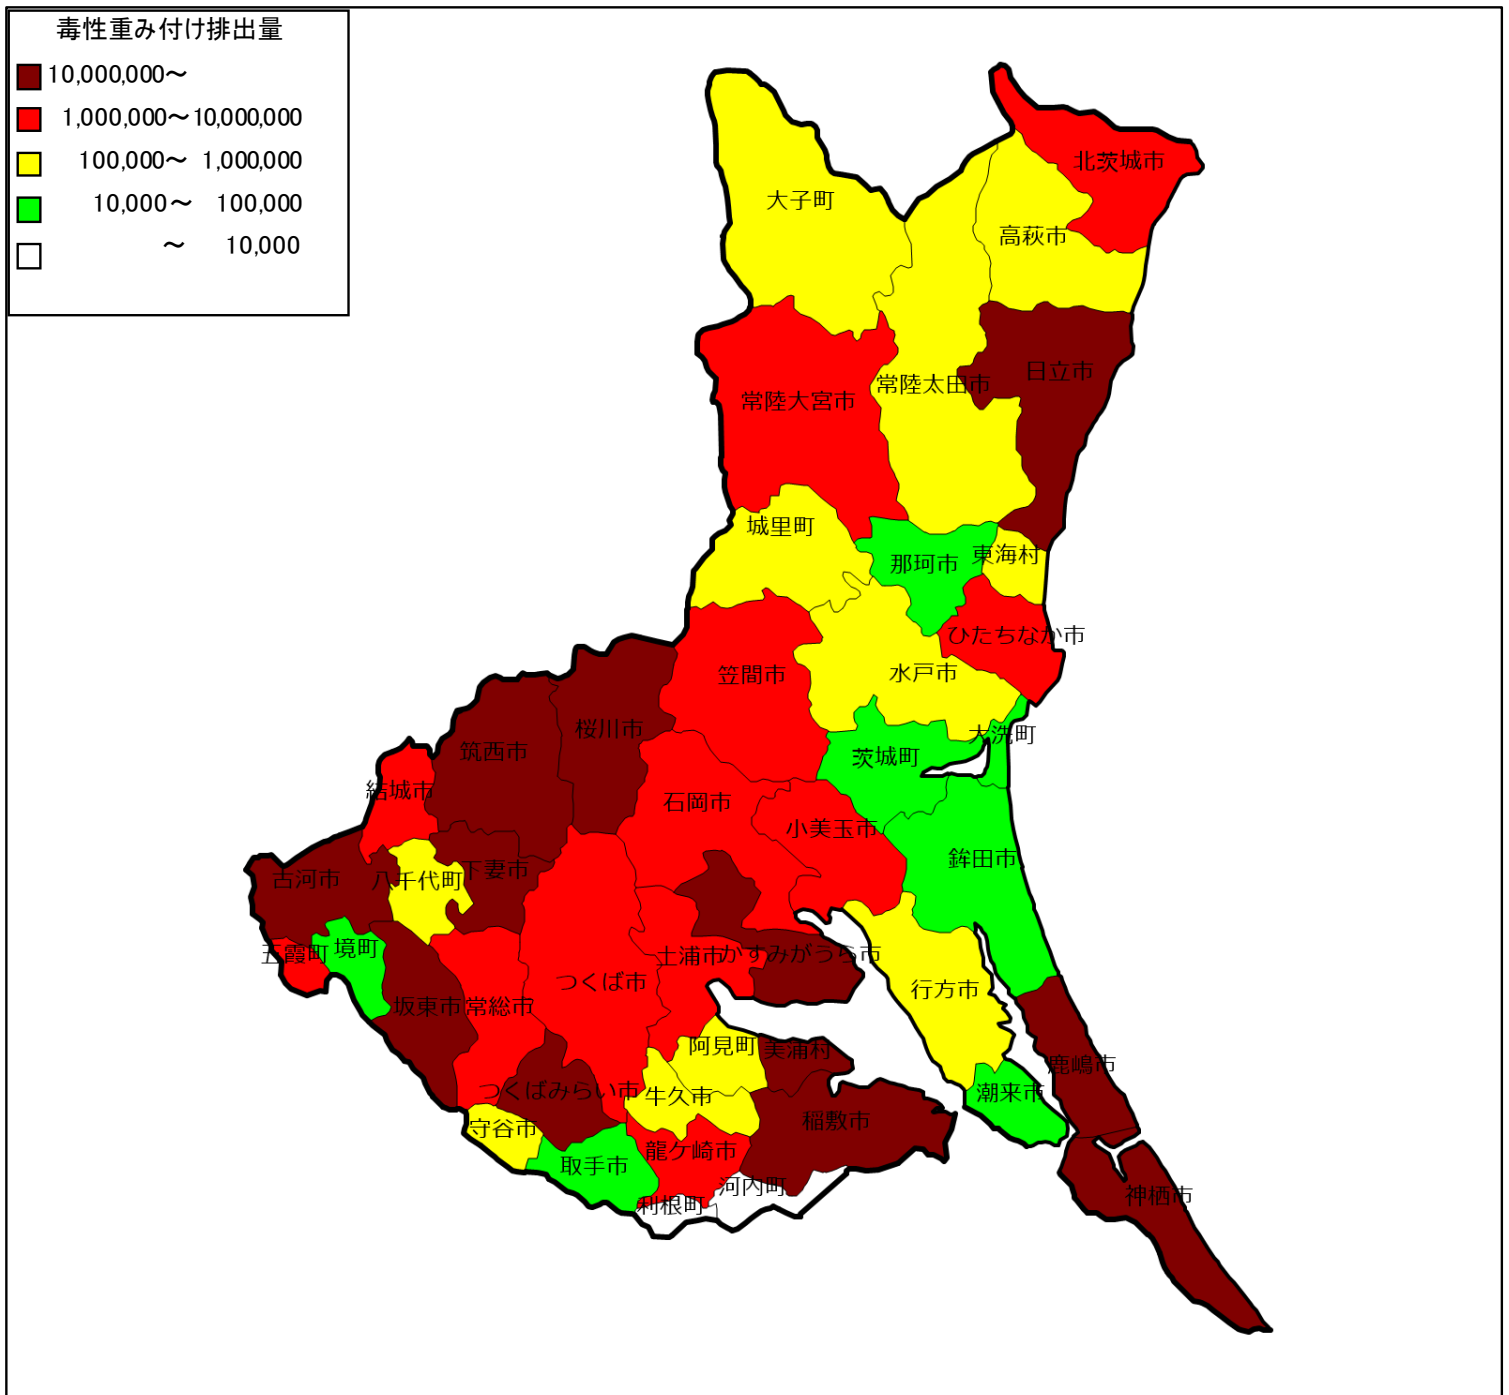 毒性重み付け排出量
10,000,000～
1,000,000～10,000,000
100,000～ 1,000,000
10,000～ 100,000
～ 10,000
北茨城市
大子町
高萩市
日立市
常陸太田市
常陸大宮市
城里町
東海村
那珂市
ひたちなか市
水戸市
笠間市
桜川市
大洗町
筑西市
茨城町
結城市
石岡市
小美玉市
鉾田市
下妻市
古河市
八千代町
境町
五霞町
土浦市
かすみがうら市
つくば市
行方市
坂東市
常総市
阿見町
美浦村
鹿嶋市
つくばみらい市
牛久市
潮来市
稲敷市
守谷市
龍ケ崎市
取手市
河内町
神栖市
利根町